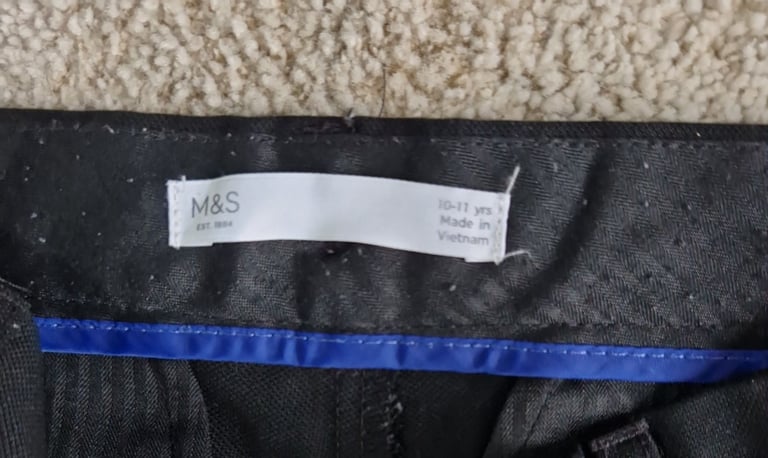 M&S
EST. 1884
10-11 yrs
Made in
Vietnam